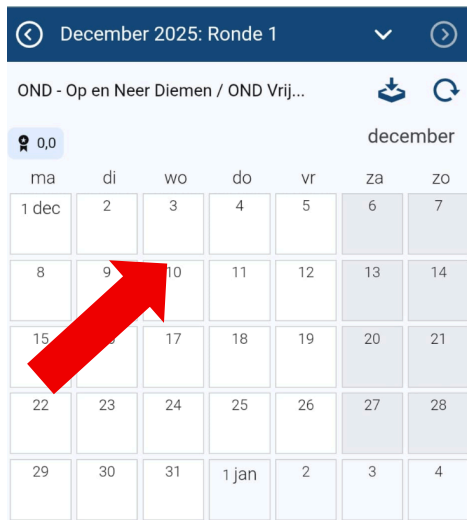 December 2025: Ronde 1
OND - Op en Neer Diemen / OND Vrij...
0,0
december
ma di wo do vr za zo
1 dec 2 3 4 5 6 7
8 9 10 11 12 13 14
15 17 18 19 20 21
22 23 24 25 26 27 28
29 30 31 1 jan 2 3 4